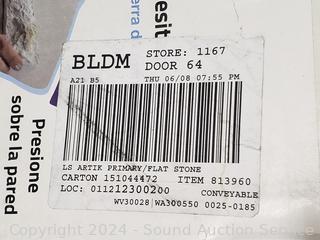 BLDM
STORE: 1167
DOOR 64
A21 B5
THU 06/08 07:55 PM
LS ARTIK PRIMARY/FLAT STONE
CARTON 151044472 ITEM 813960
LOC: 011212300200
CONVEYABLE
WV30028|WA300550 0025-0185
Presione
sobre la pared
esit
erra d
Copyright 2024 - Sound Auction Service